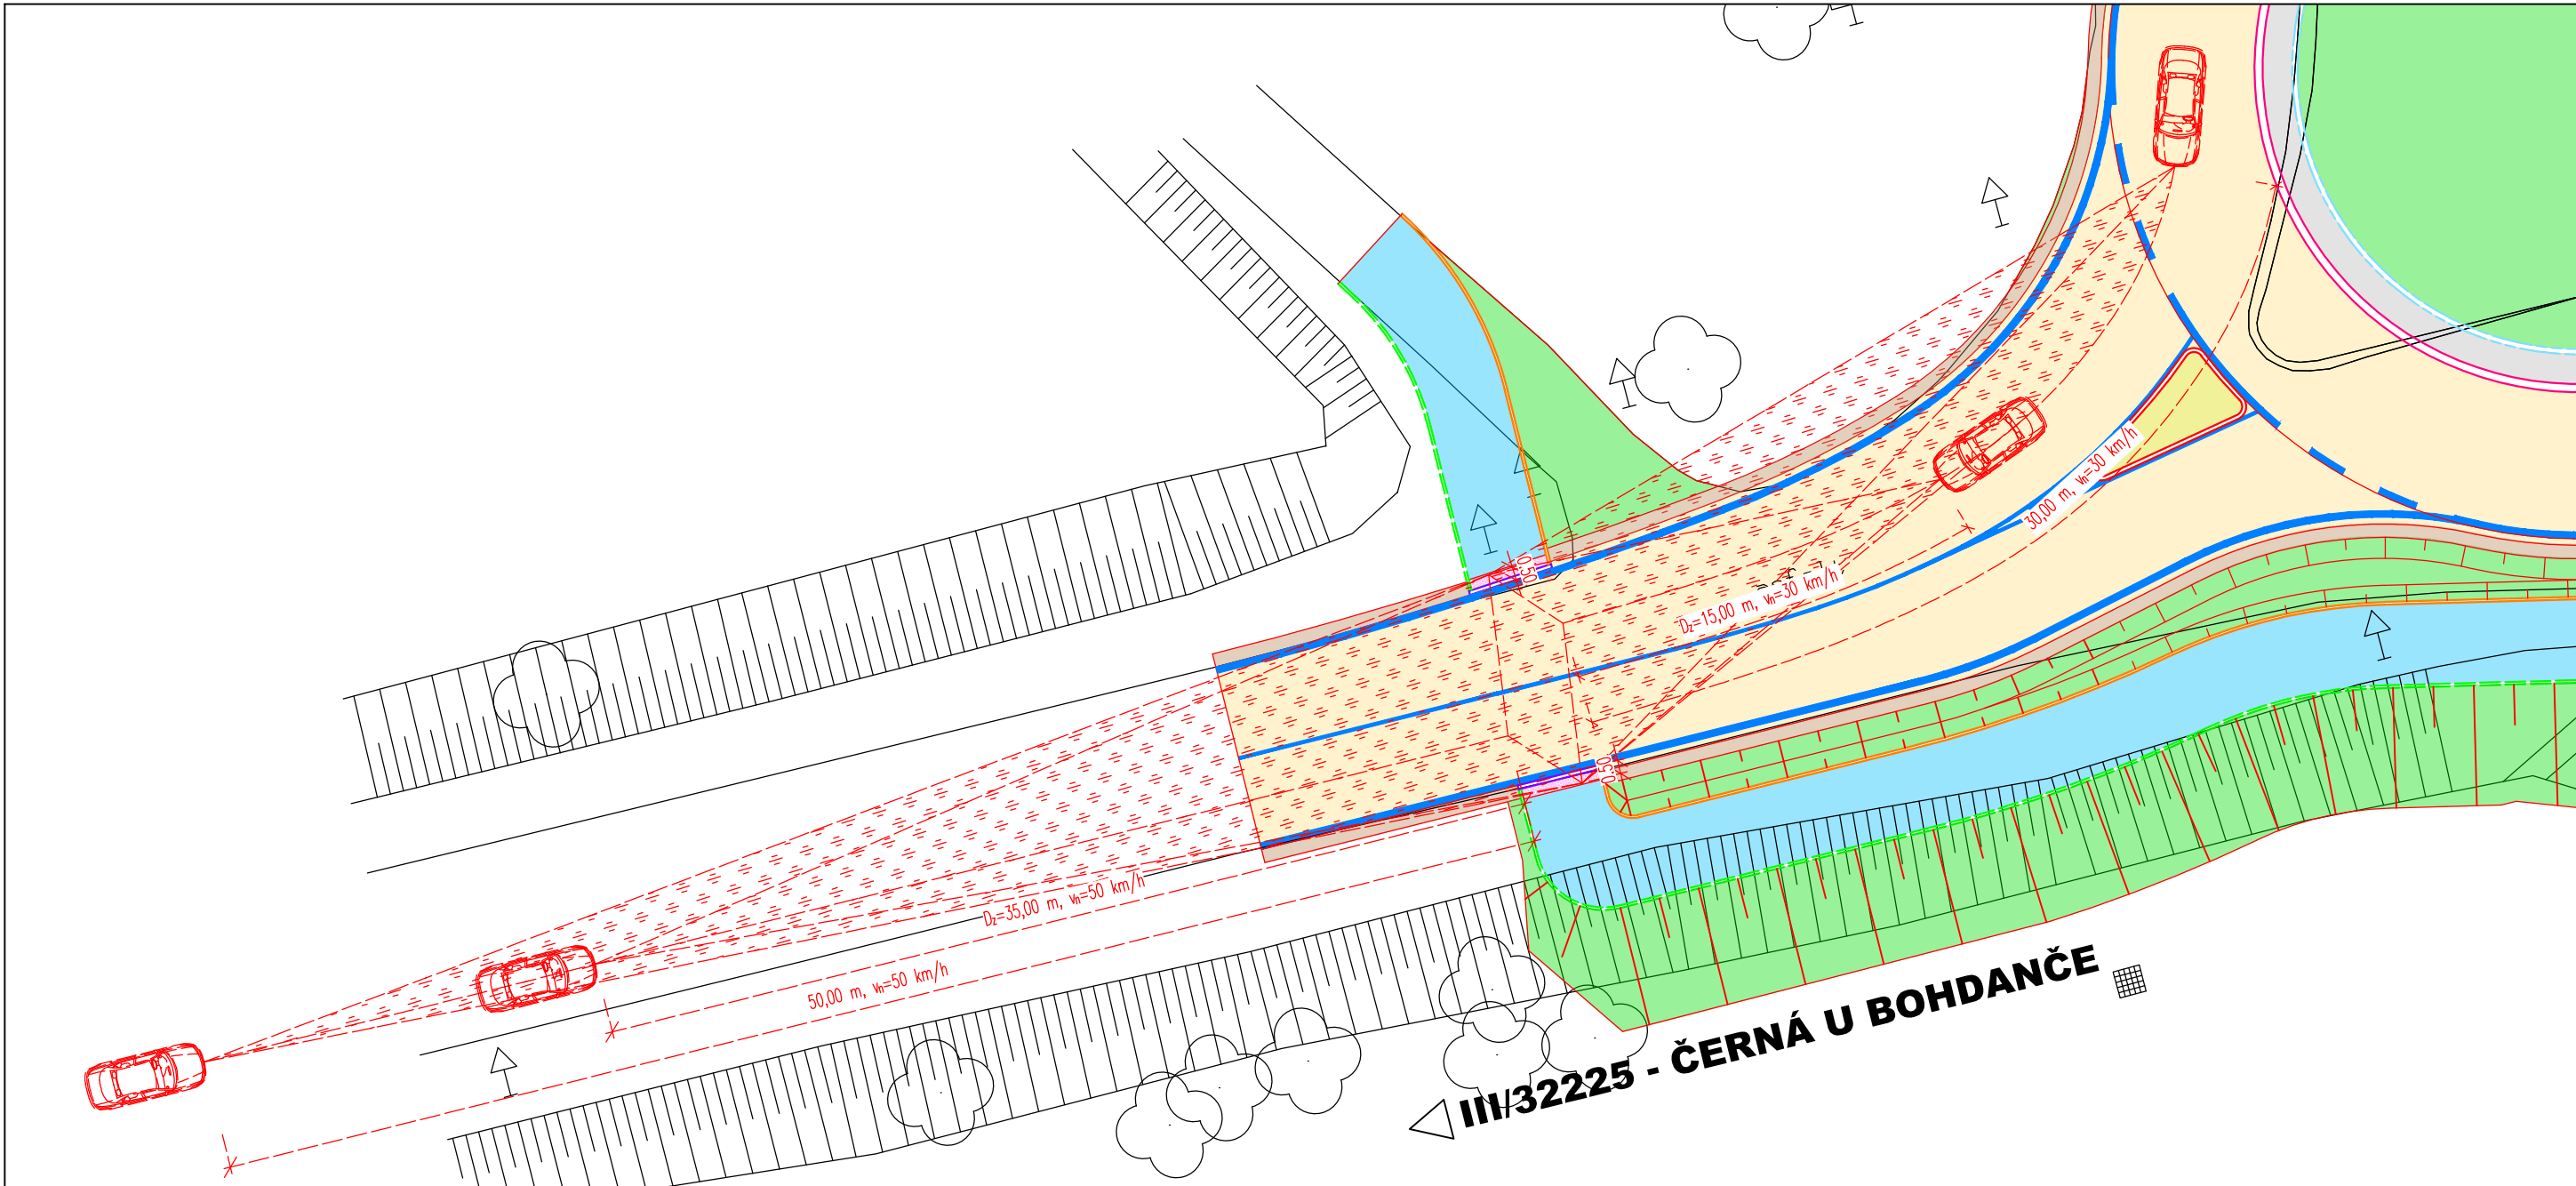 0.50
30,00 m, vₙ=30 km/h
D𝗓=15,00 m, vₙ=30 km/h
0.50
D𝗓=35,00 m, vₙ=50 km/h
50,00 m, vₙ=50 km/h
III/32225 - ČERNÁ U BOHDANČE